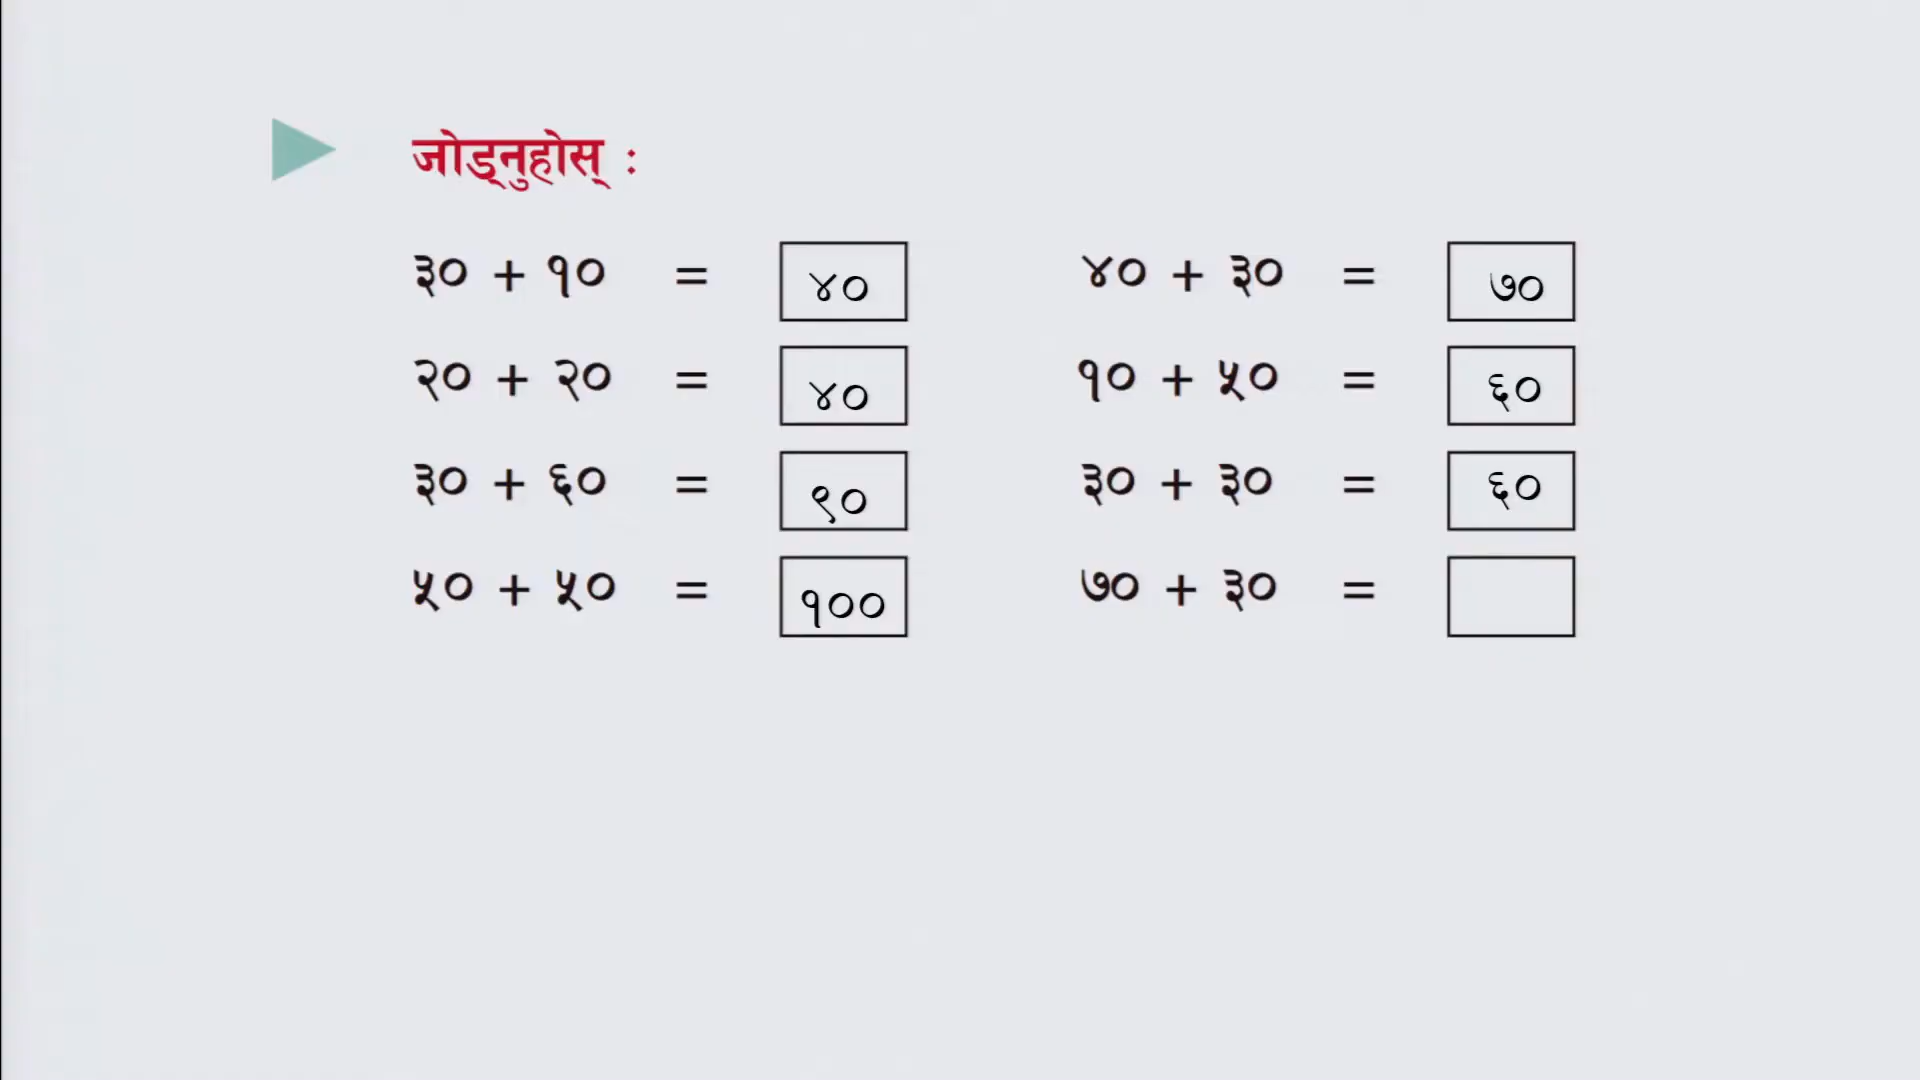 जोड्नुहोस् :
३० + १० = ४० ४० + ३० = ७०
२० + २० = ४० १० + ५० = ६०
३० + ६० = ९० ३० + ३० = ६०
५० + ५० = १०० ७० + ३० =